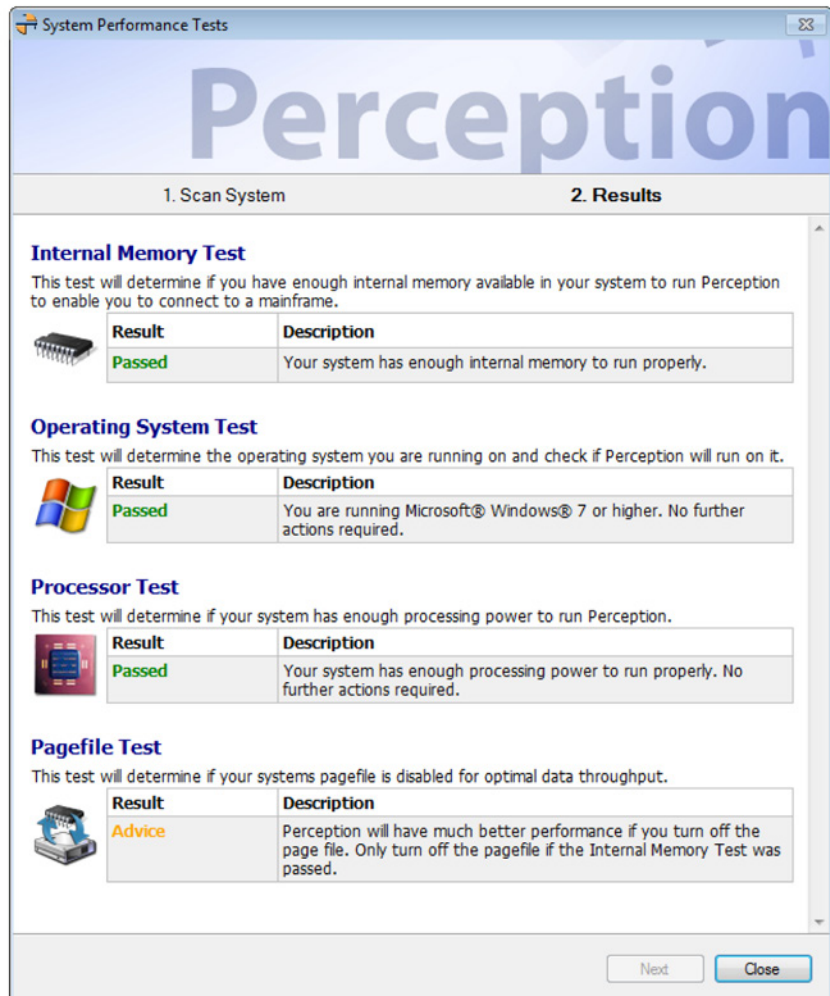 System Performance Tests
Perception
1. Scan System
2. Results
Internal Memory Test
This test will determine if you have enough internal memory available in your system to run Perception
to enable you to connect to a mainframe.
Result Description
Passed Your system has enough internal memory to run properly.
Operating System Test
This test will determine the operating system you are running on and check if Perception will run on it.
Result Description
Passed You are running Microsoft® Windows® 7 or higher. No further
actions required.
Processor Test
This test will determine if your system has enough processing power to run Perception.
Result Description
Passed Your system has enough processing power to run properly. No
further actions required.
Pagefile Test
This test will determine if your systems pagefile is disabled for optimal data throughput.
Result Description
Advice Perception will have much better performance if you turn off the
page file. Only turn off the pagefile if the Internal Memory Test was
passed.
Next Close